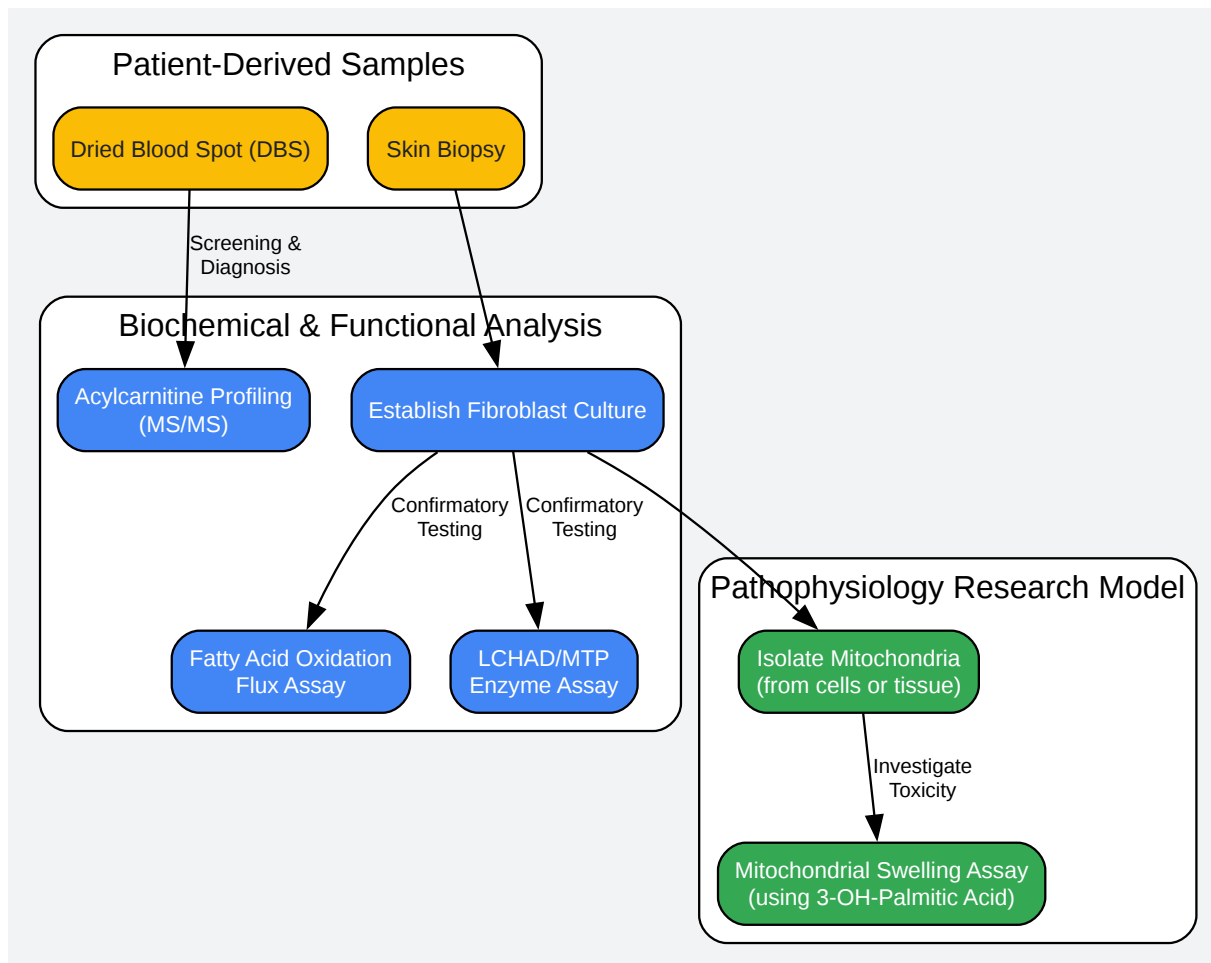 Patient-Derived Samples
Dried Blood Spot (DBS)
Skin Biopsy
Screening &
Diagnosis
Biochemical & Functional Analysis
Acylcarnitine Profiling
(MS/MS)
Establish Fibroblast Culture
Confirmatory
Testing
Confirmatory
Testing
Fatty Acid Oxidation
Flux Assay
LCHAD/MTP
Enzyme Assay
Pathophysiology Research Model
Isolate Mitochondria
(from cells or tissue)
Investigate
Toxicity
Mitochondrial Swelling Assay
(using 3-OH-Palmitic Acid)